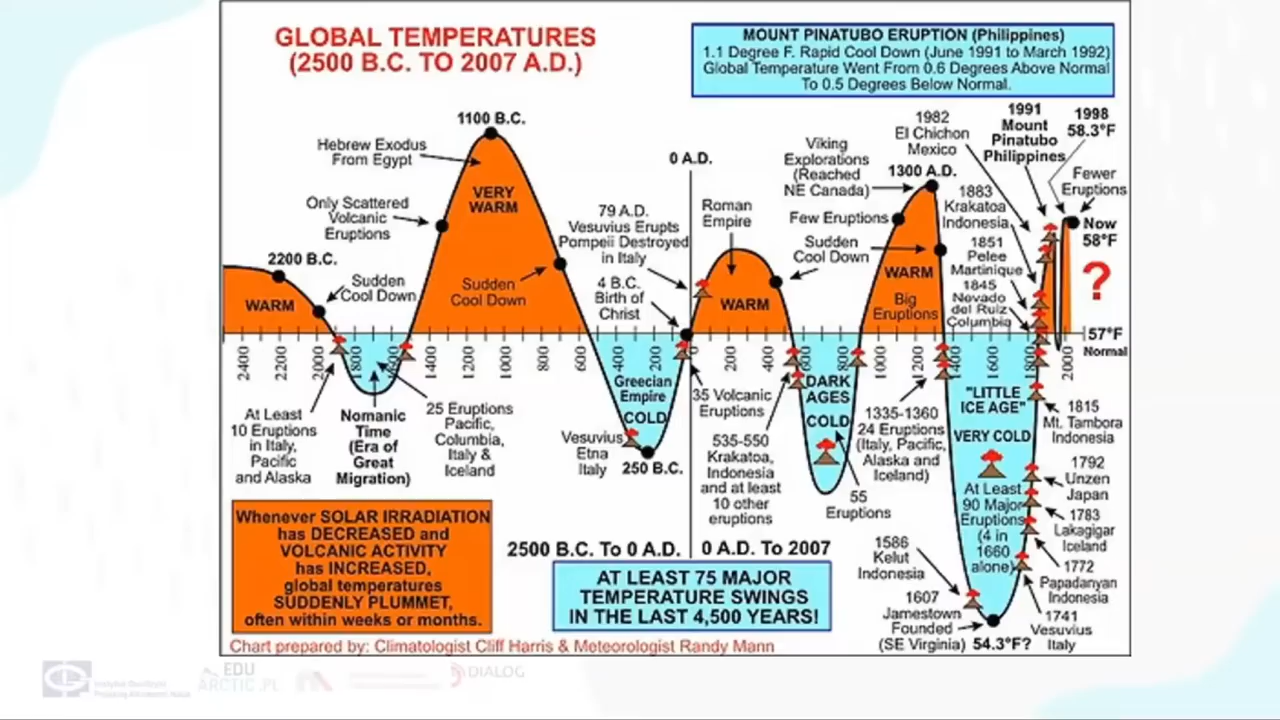 GLOBAL TEMPERATURES
(2500 B.C. TO 2007 A.D.)
MOUNT PINATUBO ERUPTION (Philippines)
1.1 Degree F. Rapid Cool Down (June 1991 to March 1992)
Global Temperature Went From 0.6 Degrees Above Normal
To 0.5 Degrees Below Normal.
1100 B.C.
Hebrew Exodus
From Egypt
VERY
WARM
Only Scattered
Volcanic
Eruptions
2200 B.C.
Sudden
Cool Down
WARM
Sudden
Cool Down
79 A.D.
Vesuvius Erupts
Pompeii Destroyed
in Italy
4 B.C.
Birth of
Christ
0 A.D.
Roman
Empire
WARM
Viking
Explorations
(Reached
NE Canada)
Few Eruptions
Sudden
Cool Down
1300 A.D.
WARM
Big
Eruptions
1982
El Chichon
Mexico
1991
Mount
Pinatubo
Philippines
1998
58.3°F
Fewer
Eruptions
Now
58°F
?
1883
Krakatoa
Indonesia
1851
Pelee
Martinique
1845
Nevado
del Ruiz
Columbia
57°F
Normal
2400
2200
2000
1800
1600
1400
1200
1000
800
600
400
200
0
200
400
600
800
1000
1200
1400
1600
1800
2000
At Least
10 Eruptions
in Italy,
Pacific
and Alaska
Nomanic
Time
(Era of
Great
Migration)
25 Eruptions
Pacific,
Columbia,
Italy &
Iceland
Greecian
Empire
COLD
Vesuvius
Etna
Italy
250 B.C.
35 Volcanic
Eruptions
535-550
Krakatoa,
Indonesia
and at least
10 other
eruptions
DARK
AGES
COLD
55
Eruptions
1335-1360
24 Eruptions
(Italy, Pacific,
Alaska and
Iceland)
"LITTLE
ICE AGE"
VERY COLD
At Least
90 Major
Eruptions
(4 in
1660
alone)
1815
Mt. Tambora
Indonesia
1792
Unzen
Japan
1783
Lakagigar
Iceland
1772
Papadanyan
Indonesia
1741
Vesuvius
Italy
1586
Kelut
Indonesia
1607
Jamestown
Founded
(SE Virginia)
54.3°F?
Whenever SOLAR IRRADIATION
has DECREASED and
VOLCANIC ACTIVITY
has INCREASED,
global temperatures
SUDDENLY PLUMMET,
often within weeks or months.
2500 B.C. To 0 A.D.
0 A.D. To 2007
AT LEAST 75 MAJOR
TEMPERATURE SWINGS
IN THE LAST 4,500 YEARS!
Chart prepared by: Climatologist Cliff Harris & Meteorologist Randy Mann
EDU
ARCTIC.PL
DIALOG